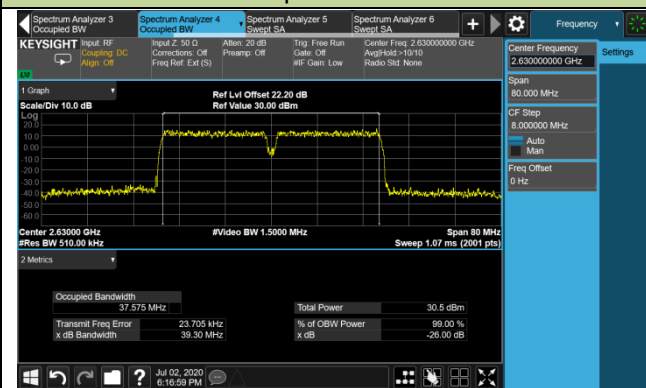 Spectrum Analyzer 3
Occupied BW
Spectrum Analyzer 4
Occupied BW
Spectrum Analyzer 5
Swept SA
Spectrum Analyzer 6
Swept SA
Frequency
KEYSIGHT
Input: RF
Coupling: DC
Align: Off
Input Z: 50 Ω
Corrections: Off
Freq Ref: Ext (S)
Atten: 20 dB
Preamp: Off
Trig: Free Run
Gate: Off
#IF Gain: Low
Center Freq: 2.630000000 GHz
Avg|Hold:>10/10
Radio Std: None
LXI
Center Frequency
2.630000000 GHz
Settings
Span
80.000 MHz
CF Step
8.000000 MHz
Auto
Man
Freq Offset
0 Hz
1 Graph
Scale/Div 10.0 dB
Ref Lvl Offset 22.20 dB
Ref Value 30.00 dBm
Log
20.0
10.0
0.00
-10.0
-20.0
-30.0
-40.0
-50.0
-60.0
Center 2.63000 GHz
#Res BW 510.00 kHz
#Video BW 1.5000 MHz
Span 80 MHz
Sweep 1.07 ms (2001 pts)
2 Metrics
Occupied Bandwidth
37.575 MHz
Total Power 30.5 dBm
Transmit Freq Error 23.705 kHz
% of OBW Power 99.00 %
x dB Bandwidth 39.30 MHz
x dB -26.00 dB
Jul 02, 2020
6:16:59 PM